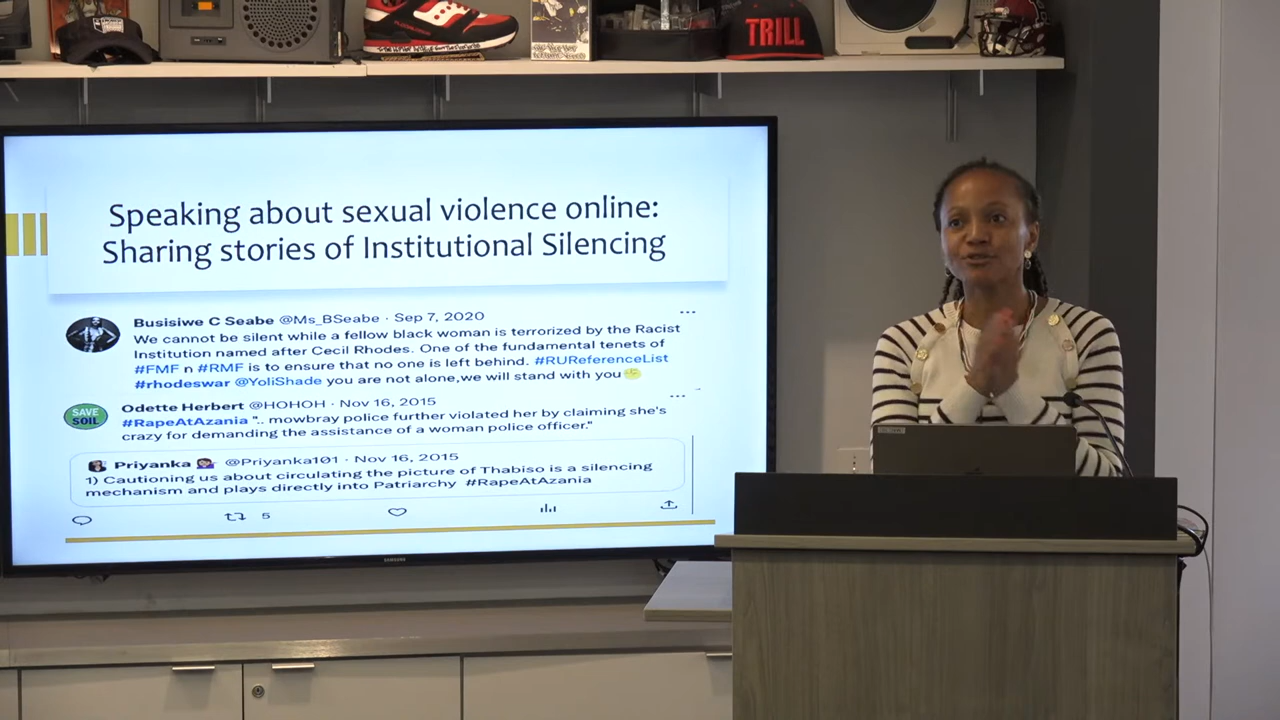 TRILL
Speaking about sexual violence online:
Sharing stories of Institutional Silencing
Busisiwe C Seabe @Ms_BSeabe · Sep 7, 2020
We cannot be silent while a fellow black woman is terrorized by the Racist
Institution named after Cecil Rhodes. One of the fundamental tenets of
#FMF n #RMF is to ensure that no one is left behind. #RUReferenceList
#rhodeswar @YoliShade you are not alone,we will stand with you
SAVE
SOIL
Odette Herbert @HOHOH · Nov 16, 2015
#RapeAtAzania ".. mowbray police further violated her by claiming she's
crazy for demanding the assistance of a woman police officer."
Priyanka @Priyanka101 · Nov 16, 2015
1) Cautioning us about circulating the picture of Thabiso is a silencing
mechanism and plays directly into Patriarchy #RapeAtAzania
5
SAMSUNG